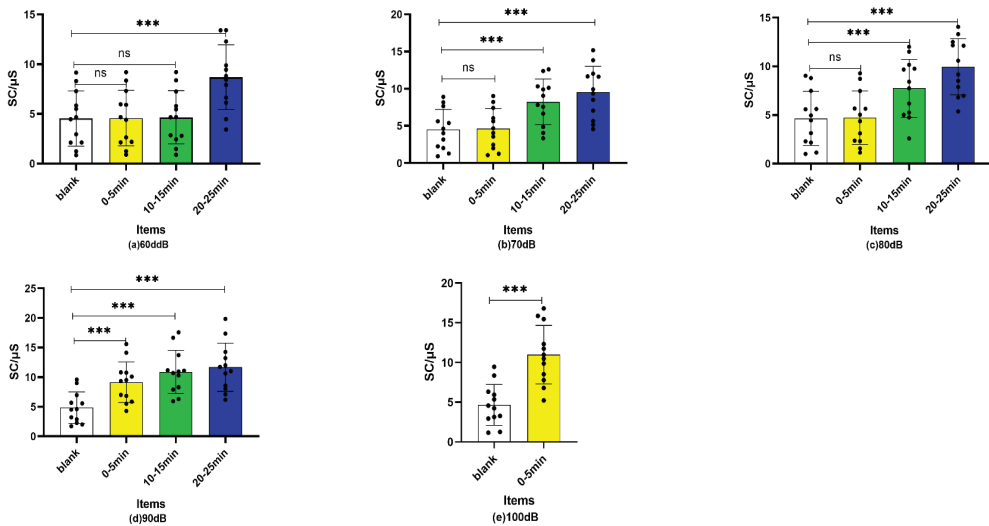 ***
ns
ns
SC/µS
15
10
5
0
blank
0-5min
10-15min
20-25min
Items
(a)60ddB
***
***
ns
SC/µS
20
15
10
5
0
blank
0-5min
10-15min
20-25min
Items
(b)70dB
***
***
ns
SC/µS
15
10
5
0
blank
0-5min
10-15min
20-25min
Items
(c)80dB
***
***
***
SC/µS
25
20
15
10
5
0
blank
0-5min
10-15min
20-25min
Items
(d)90dB
***
SC/µS
20
15
10
5
0
blank
0-5min
Items
(e)100dB